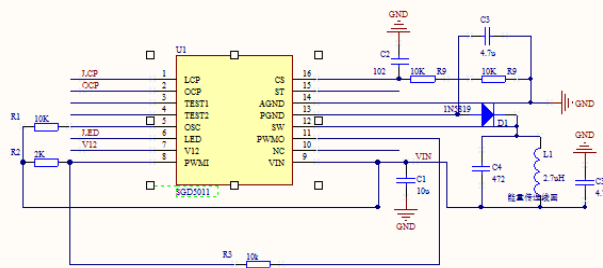 GND
C3
4.7u
U1
C2
102
10K R9 10K R9
LCP 1 LCP CS 16
OCP 2 OCP ST 15
3 TEST1 AGND 14
4 TEST2 PGND 13
1N5819
GND
R1 10K
5 OSC SW 12
D1
LED 6 LED PWMO 11
V12 7 V12 NC 10
R2 2K
8 PWMI VIN 9
VIN
GND
SGD5011
C1
10u
C4
472
L1
2.7uH
C3
4.7
GND
R3 10k